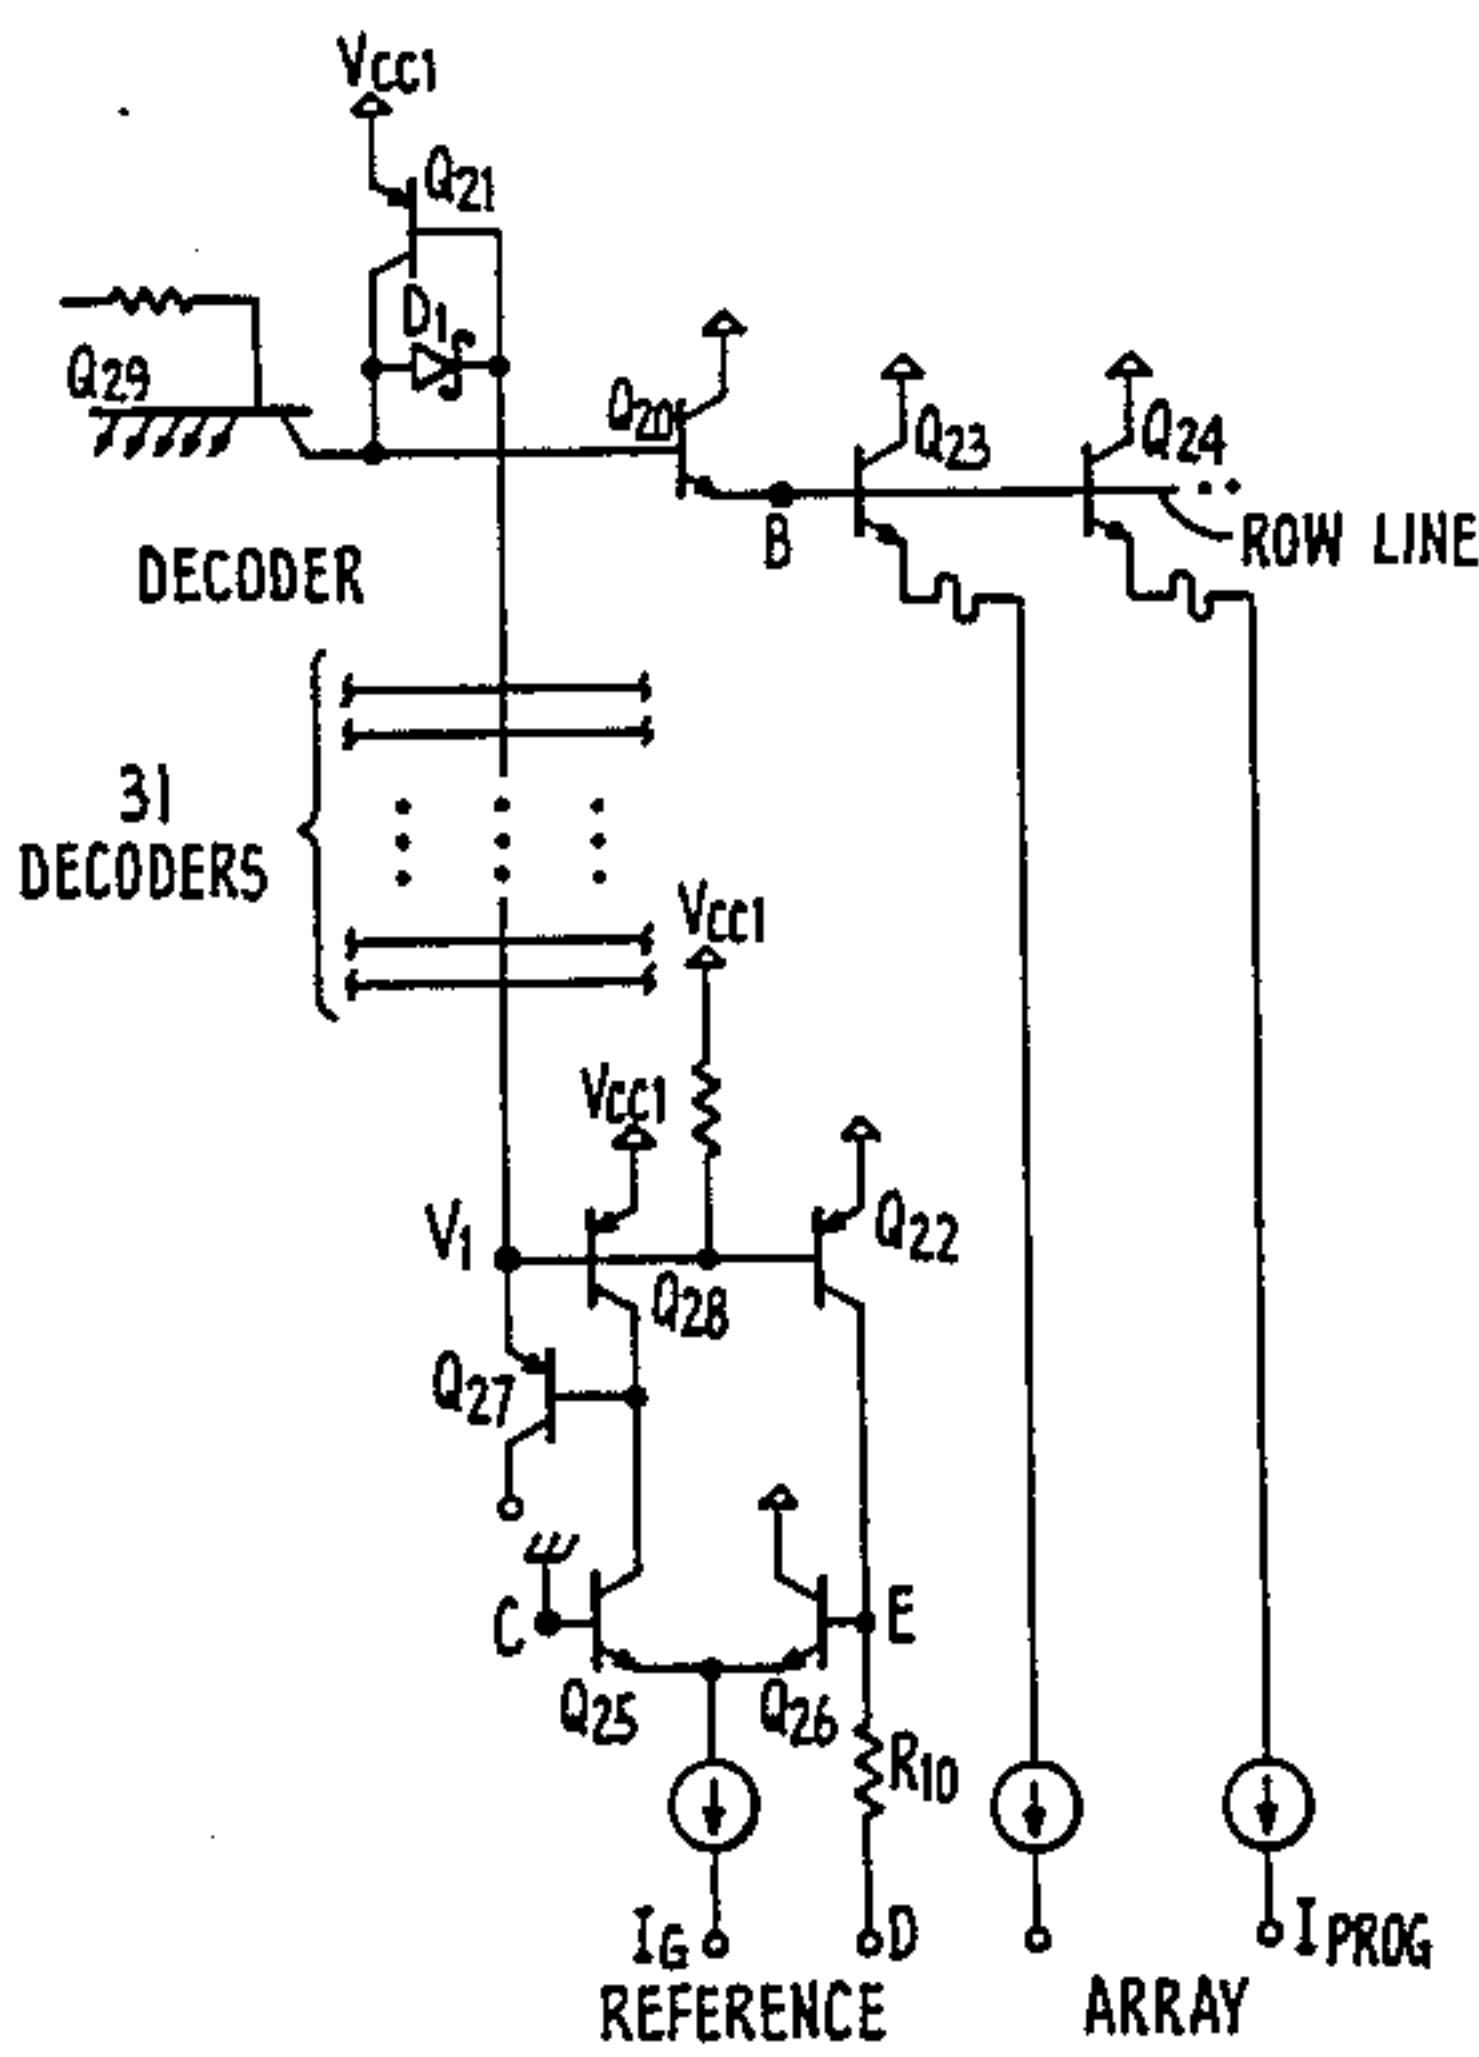 VCC1
Q21
D1
Q29
Q20
Q23
Q24
B
ROW LINE
DECODER
31
DECODERS
VCC1
VCC1
V1
Q28
Q22
Q27
C
E
Q25
Q26
R10
IG
D
IPROG
REFERENCE
ARRAY